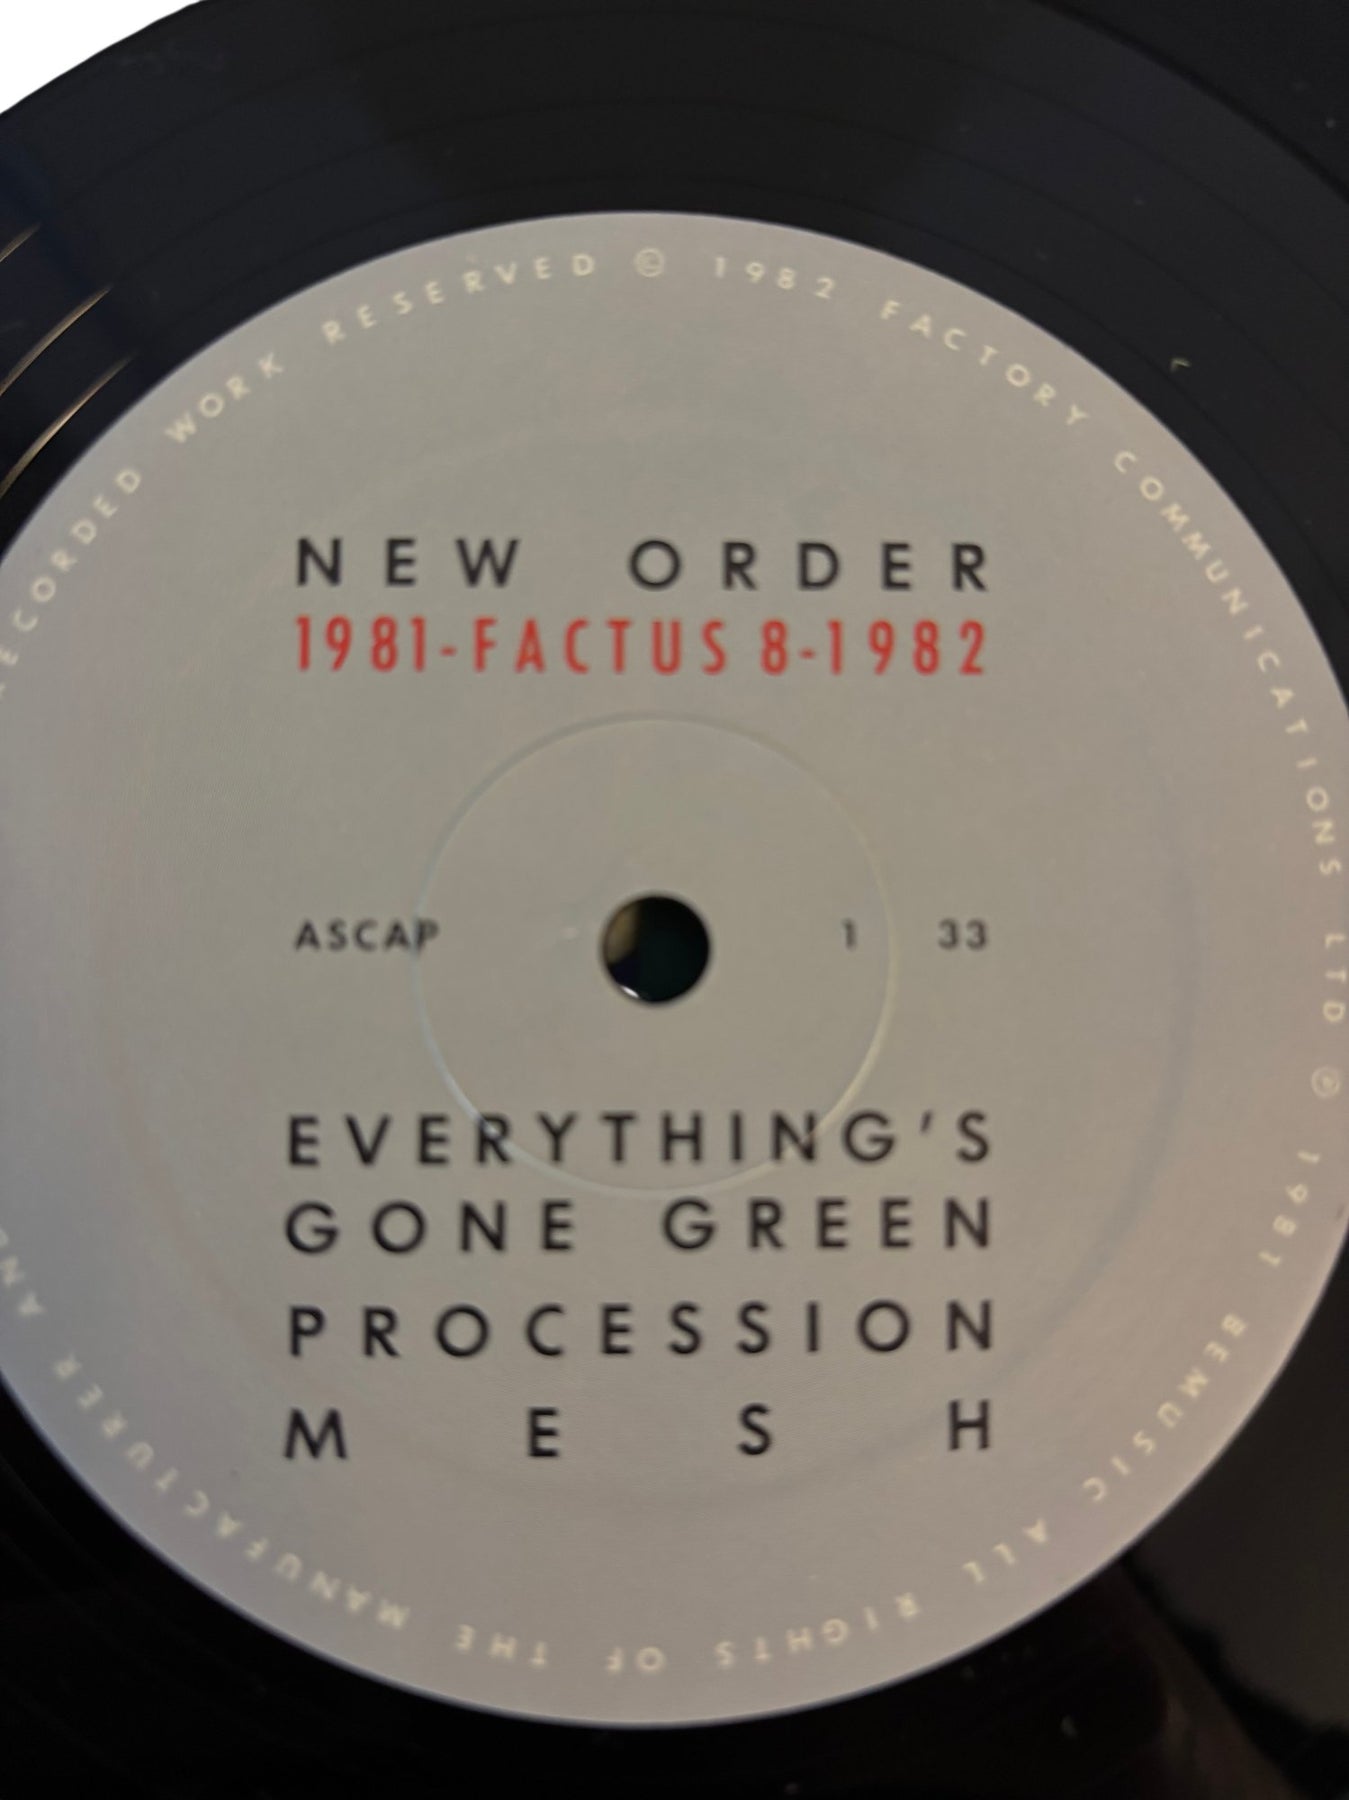 NEW ORDER
1981-FACTUS 8-1982
ASCAP 1 33
EVERYTHING'S
GONE GREEN
PROCESSION
MESH
© 1982 FACTORY COMMUNICATIONS LTD ℗ 1981 BEMUSIC ALL RIGHTS OF THE MANUFACTURER AND RECORDED WORK RESERVED